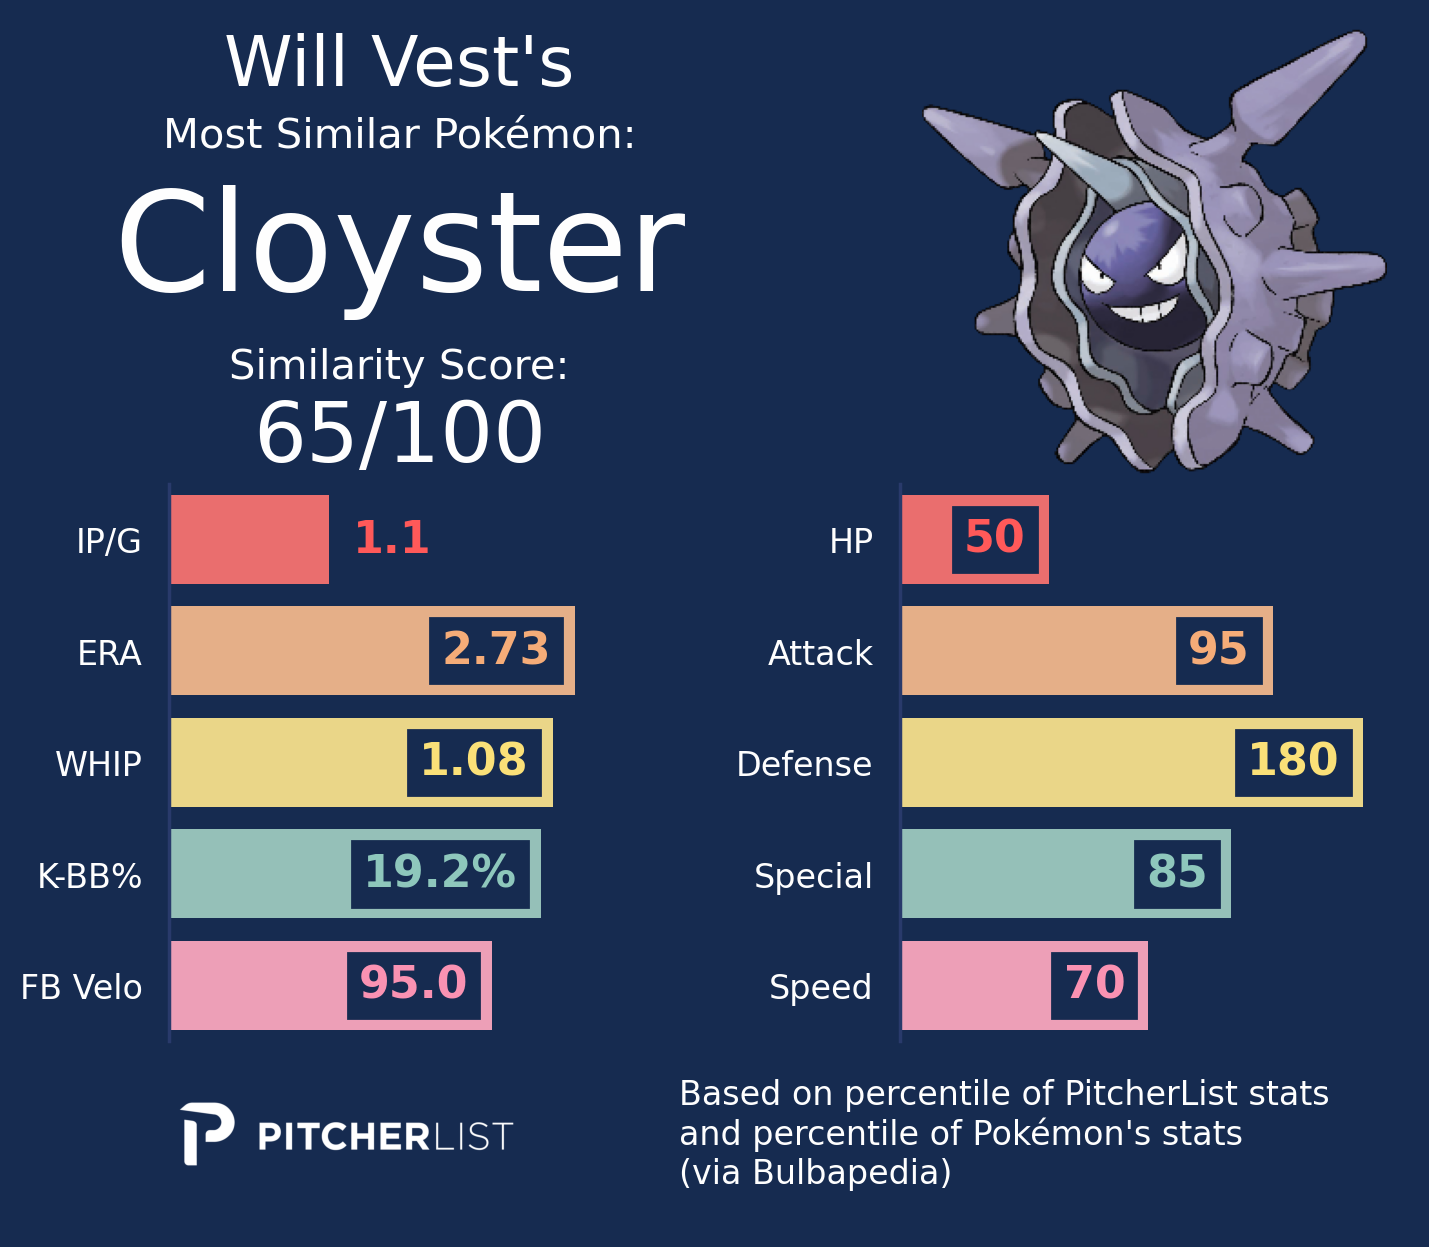 Will Vest's
Most Similar Pokémon:
Cloyster
Similarity Score:
65/100
IP/G 1.1
ERA 2.73
WHIP 1.08
K-BB% 19.2%
FB Velo 95.0
HP 50
Attack 95
Defense 180
Special 85
Speed 70
PITCHERLIST
Based on percentile of PitcherList stats
and percentile of Pokémon's stats
(via Bulbapedia)